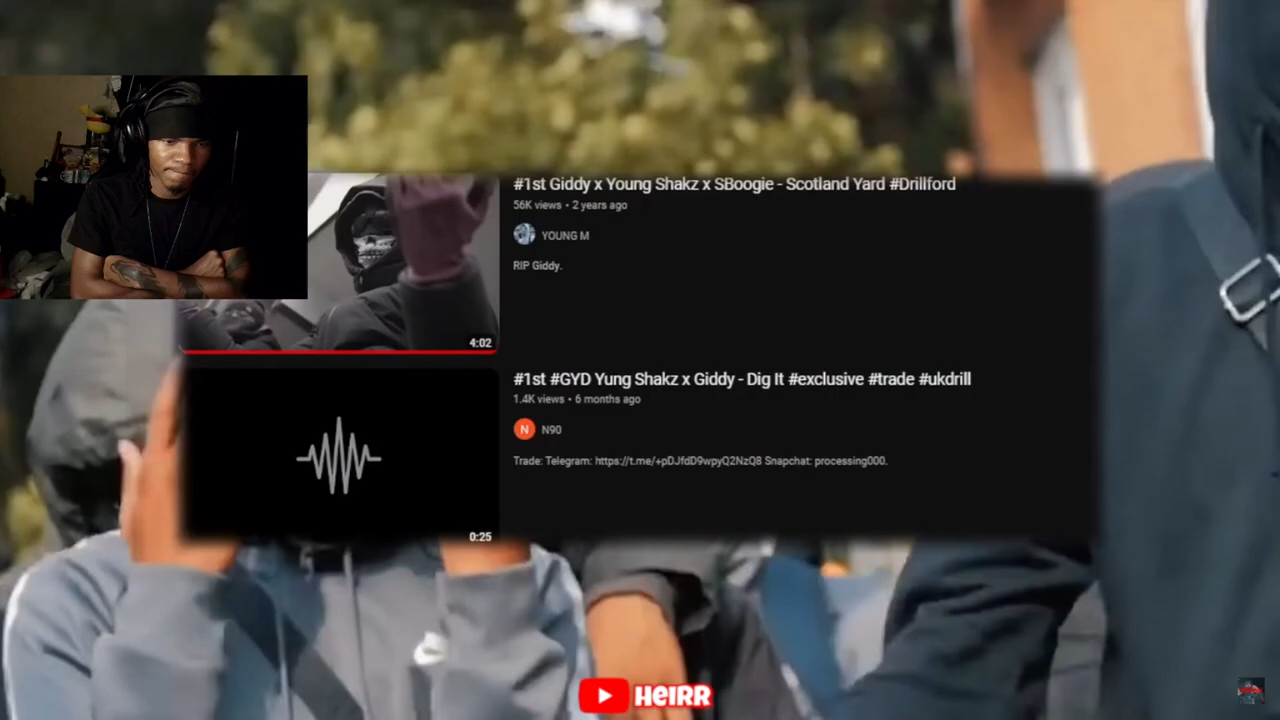 #1st Giddy x Young Shakz x SBoogie - Scotland Yard #Drillford
56K views • 2 years ago
YOUNG M
RIP Giddy.
4:02
#1st #GYD Yung Shakz x Giddy - Dig It #exclusive #trade #ukdrill
1.4K views • 6 months ago
N N90
Trade: Telegram: https://t.me/+pDJfdD9wpyQ2NzQ8 Snapchat: processing000.
0:25
HEIRR